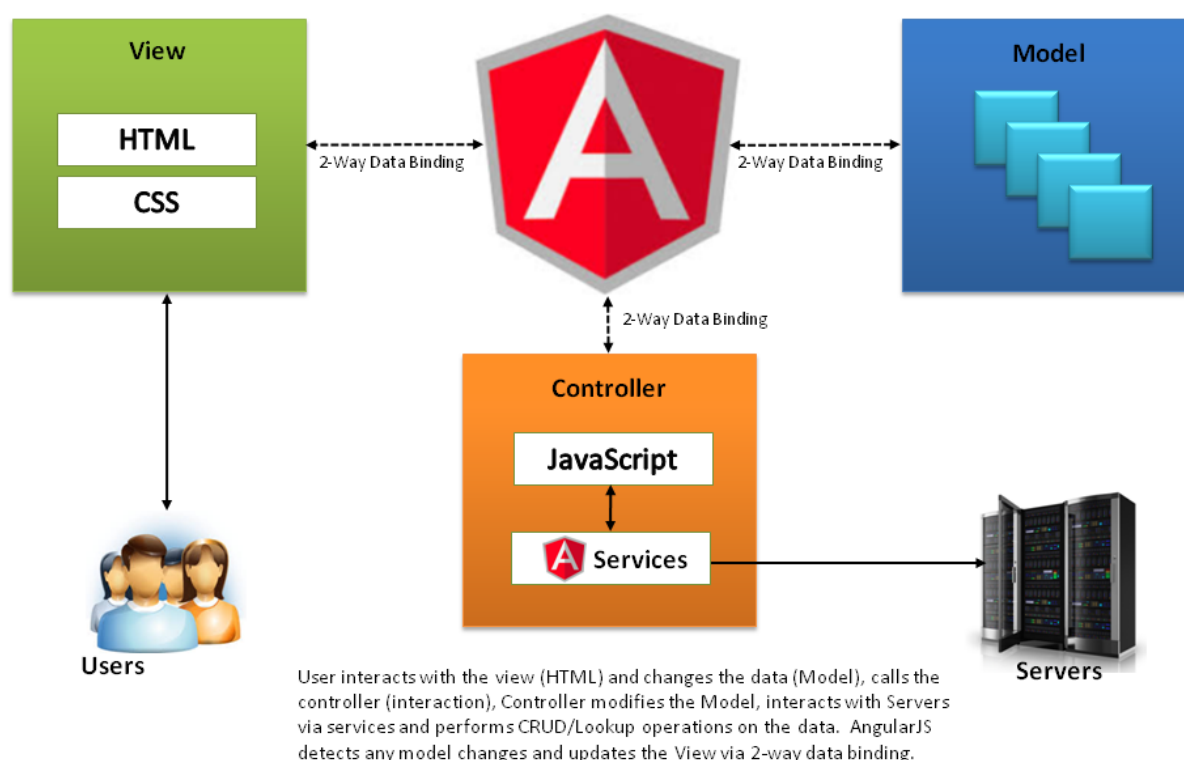 View
HTML
CSS
2-Way Data Binding
A
2-Way Data Binding
Model
2-Way Data Binding
Controller
JavaScript
A Services
Users
Servers
User interacts with the view (HTML) and changes the data (Model), calls the
controller (interaction), Controller modifies the Model, interacts with Servers
via services and performs CRUD/Lookup operations on the data.  AngularJS
detects any model changes and updates the View via 2-way data binding.